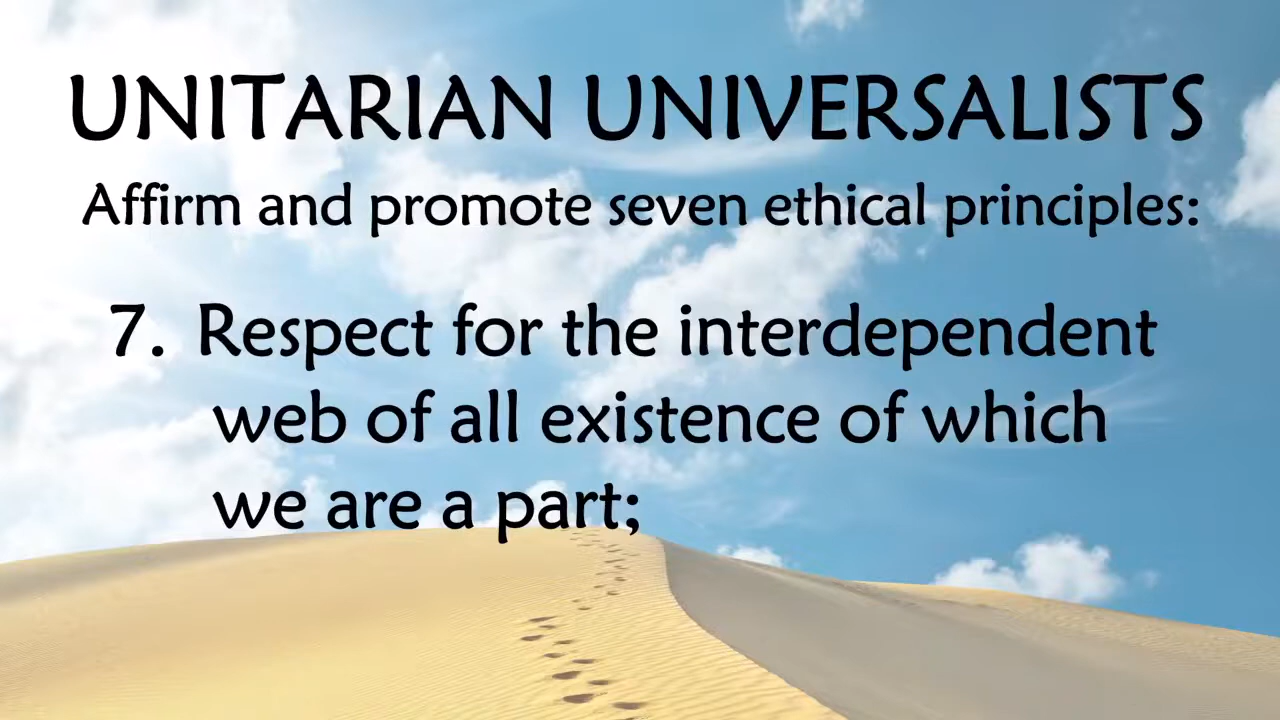 UNITARIAN UNIVERSALISTS
Affirm and promote seven ethical principles:
7. Respect for the interdependent
web of all existence of which
we are a part;